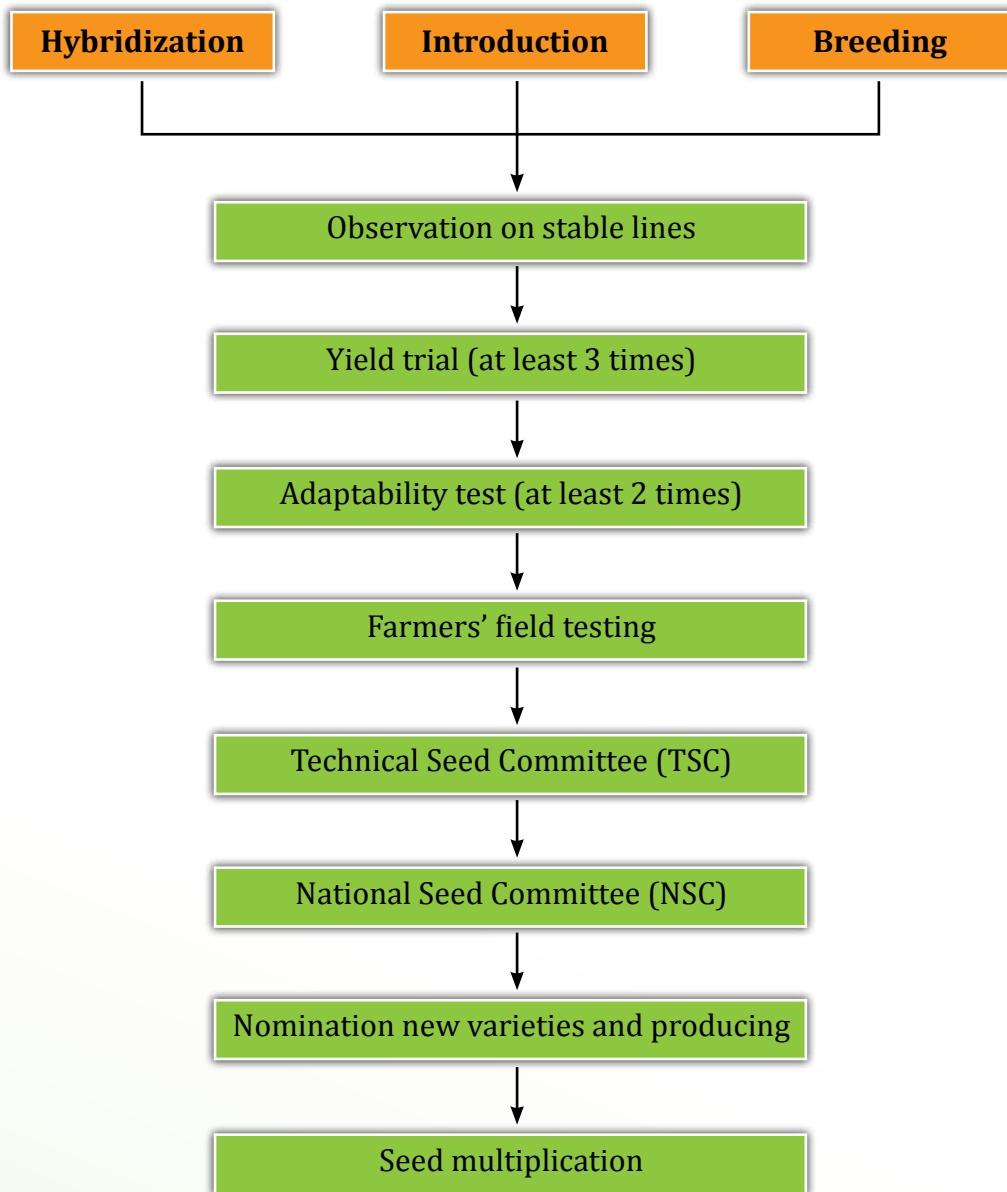 Hybridization
Introduction
Breeding
Observation on stable lines
Yield trial (at least 3 times)
Adaptability test (at least 2 times)
Farmers’ field testing
Technical Seed Committee (TSC)
National Seed Committee (NSC)
Nomination new varieties and producing
Seed multiplication